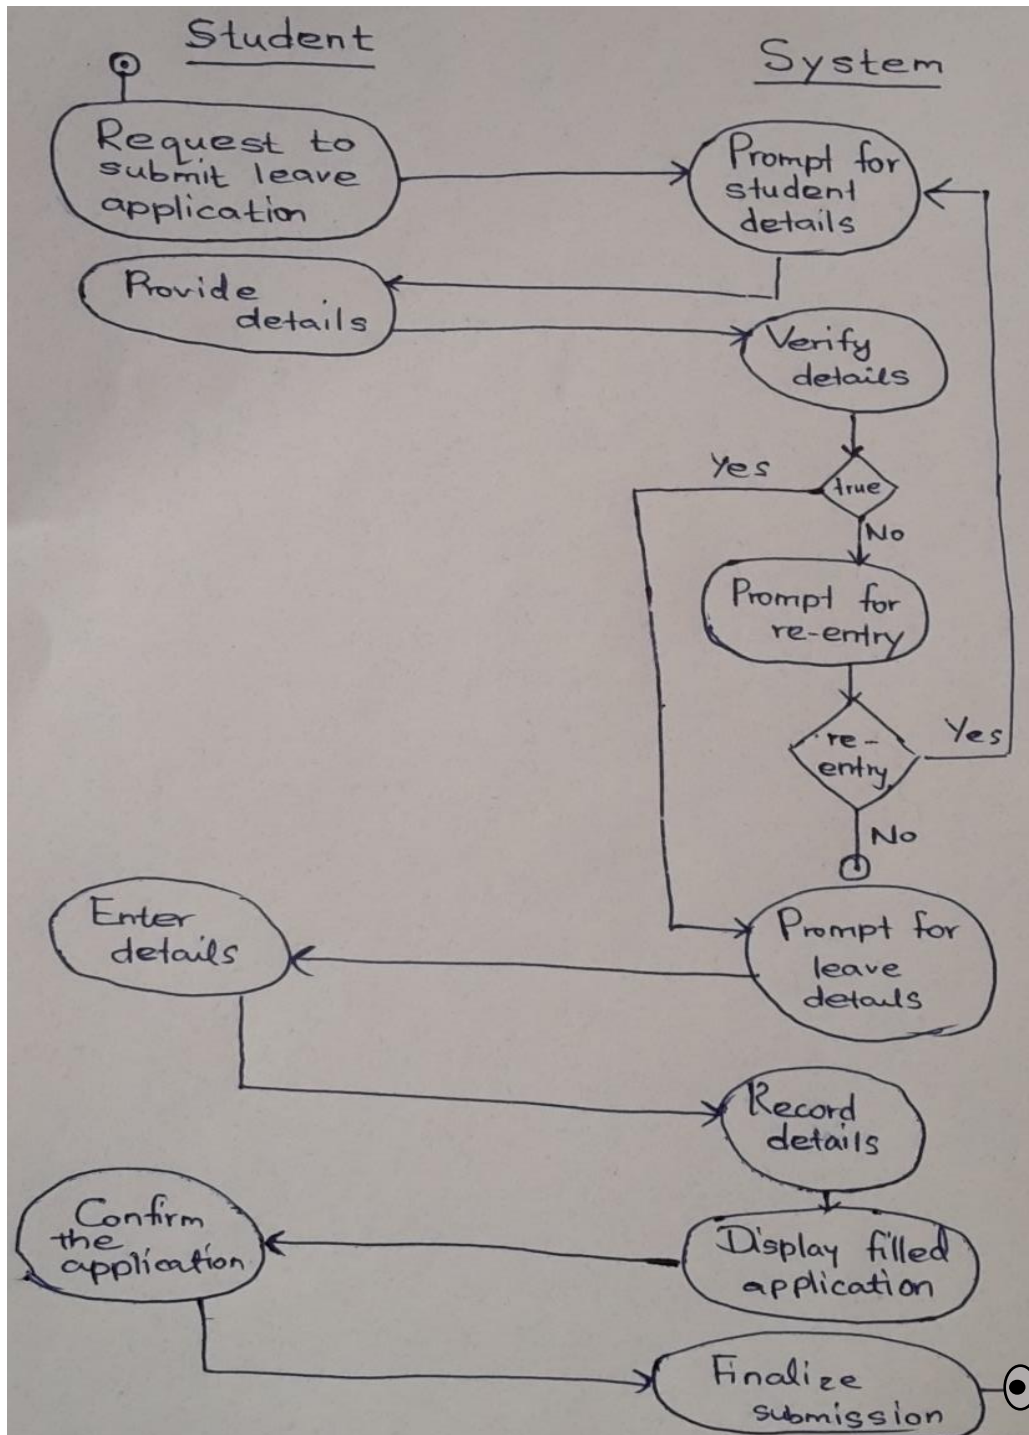 Student
System
Request to
submit leave
application
Prompt for
student
details
Provide
details
Verify
details
Yes
true
No
Prompt for
re-entry
re-
entry
Yes
No
Prompt for
leave
details
Enter
details
Record
details
Display filled
application
Confirm
the
application
Finalize
submission